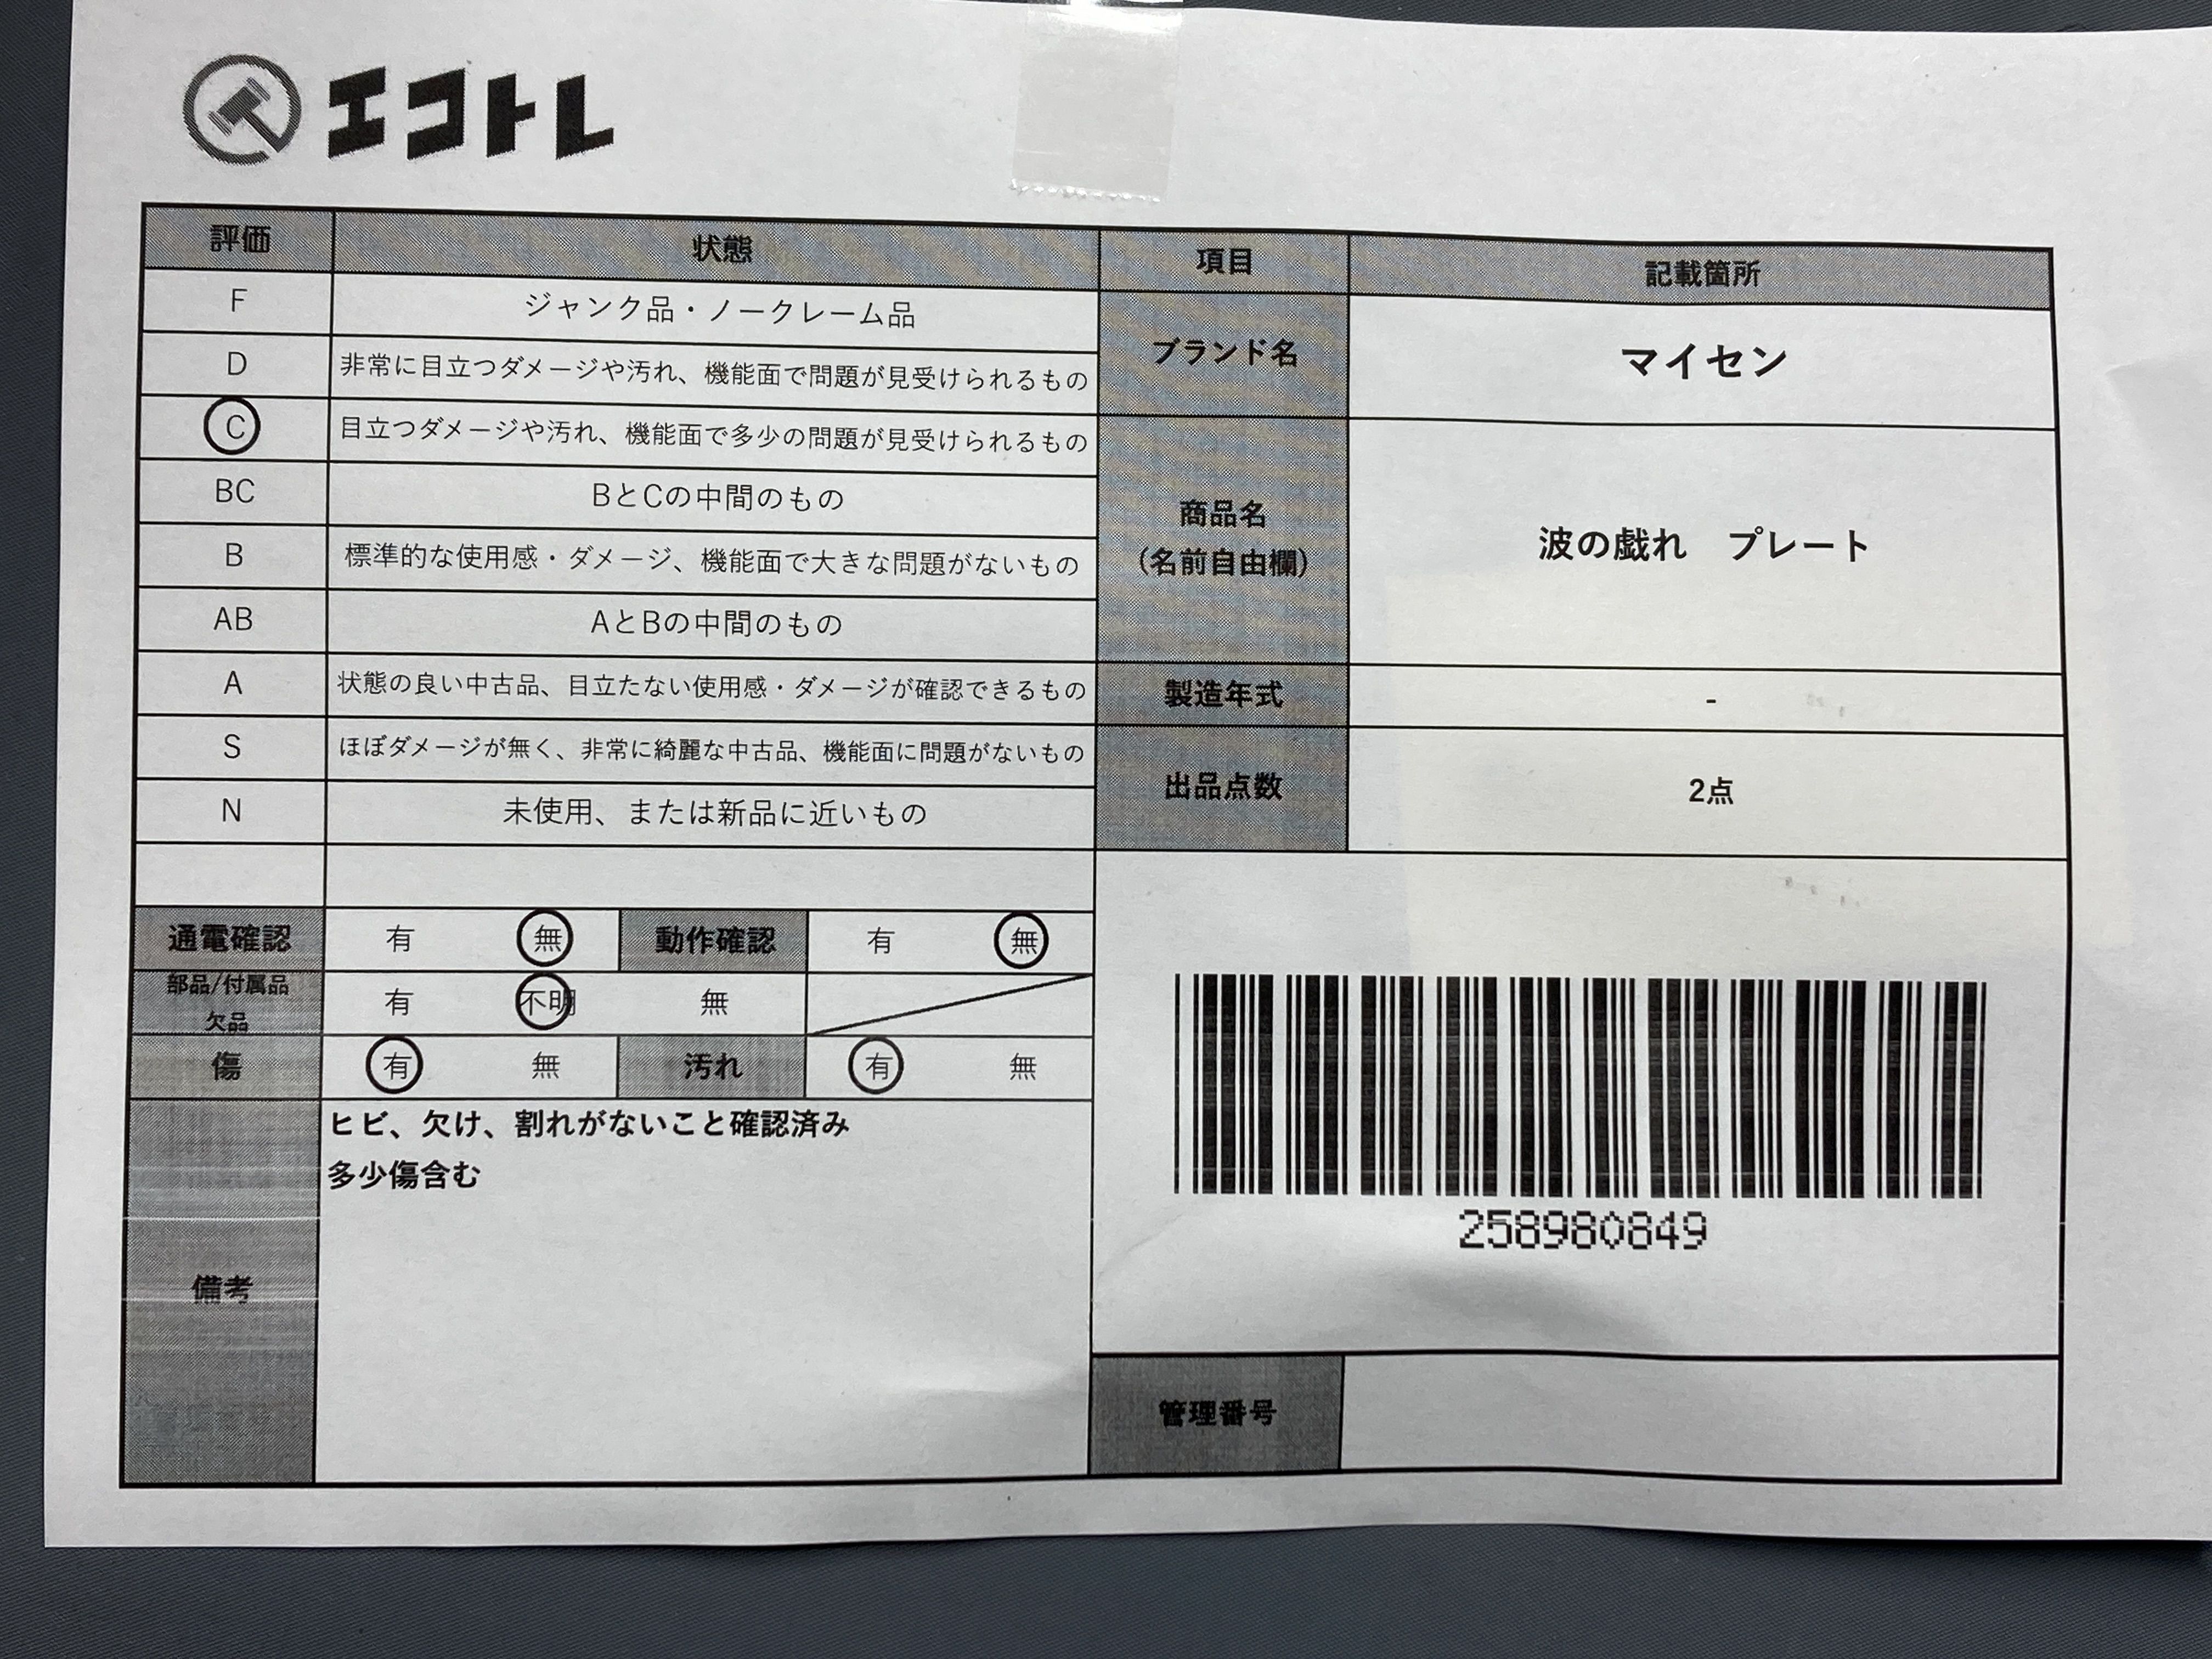 エコトレ
評価 状態 項目 記載箇所
F ジャンク品・ノークレーム品
D 非常に目立つダメージや汚れ、機能面で問題が見受けられるもの
ブランド名 マイセン
C 目立つダメージや汚れ、機能面で多少の問題が見受けられるもの
BC BとCの中間のもの
商品名
(名前自由欄)
波の戯れ プレート
B 標準的な使用感・ダメージ、機能面で大きな問題がないもの
AB AとBの中間のもの
A 状態の良い中古品、目立たない使用感・ダメージが確認できるもの
製造年式 -
S ほぼダメージが無く、非常に綺麗な中古品、機能面に問題がないもの
出品点数 2点
N 未使用、または新品に近いもの
通電確認 有 無 動作確認 有 無
部品/付属品
欠品
有 不明 無
傷 有 無 汚れ 有 無
備考
ヒビ、欠け、割れがないこと確認済み
多少傷含む
258980849
管理番号